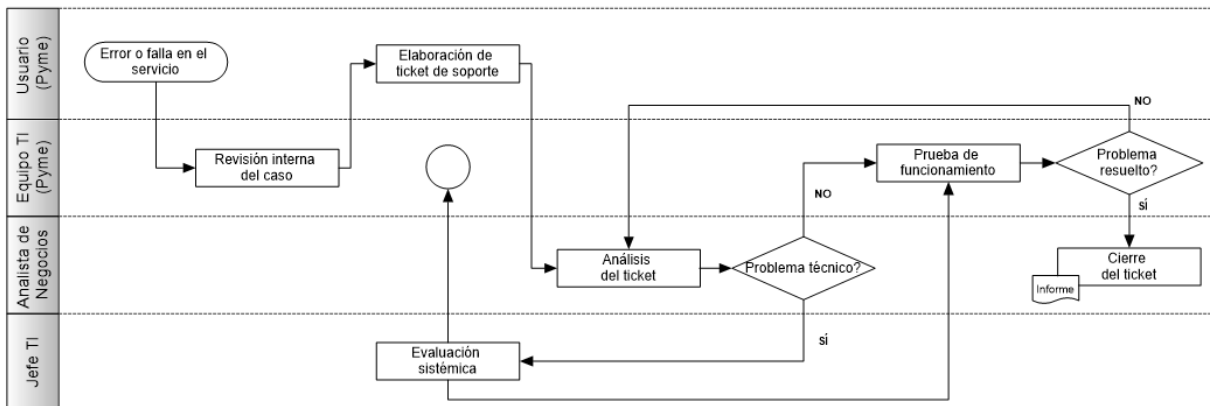 Usuario
(Pyme)
Error o falla en el
servicio
Elaboración de
ticket de soporte
NO
Equipo TI
(Pyme)
Revisión interna
del caso
Prueba de
funcionamiento
Problema
resuelto?
NO
SÍ
Analista de
Negocios
Análisis
del ticket
Problema técnico?
Cierre
del ticket
Informe
Jefe TI
Evaluación
sistémica
SÍ